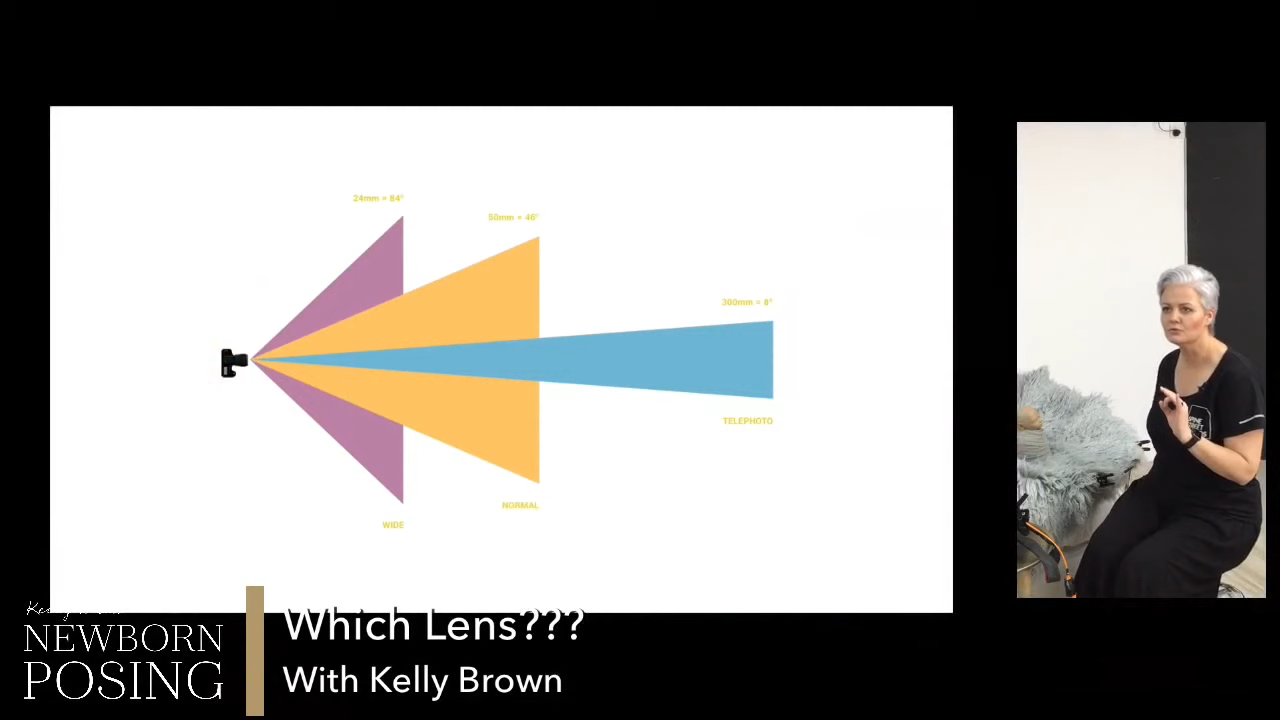 24mm = 84°
50mm = 46°
300mm = 8°
TELEPHOTO
NORMAL
WIDE
NEWBORN
POSING
Which Lens???
With Kelly Brown